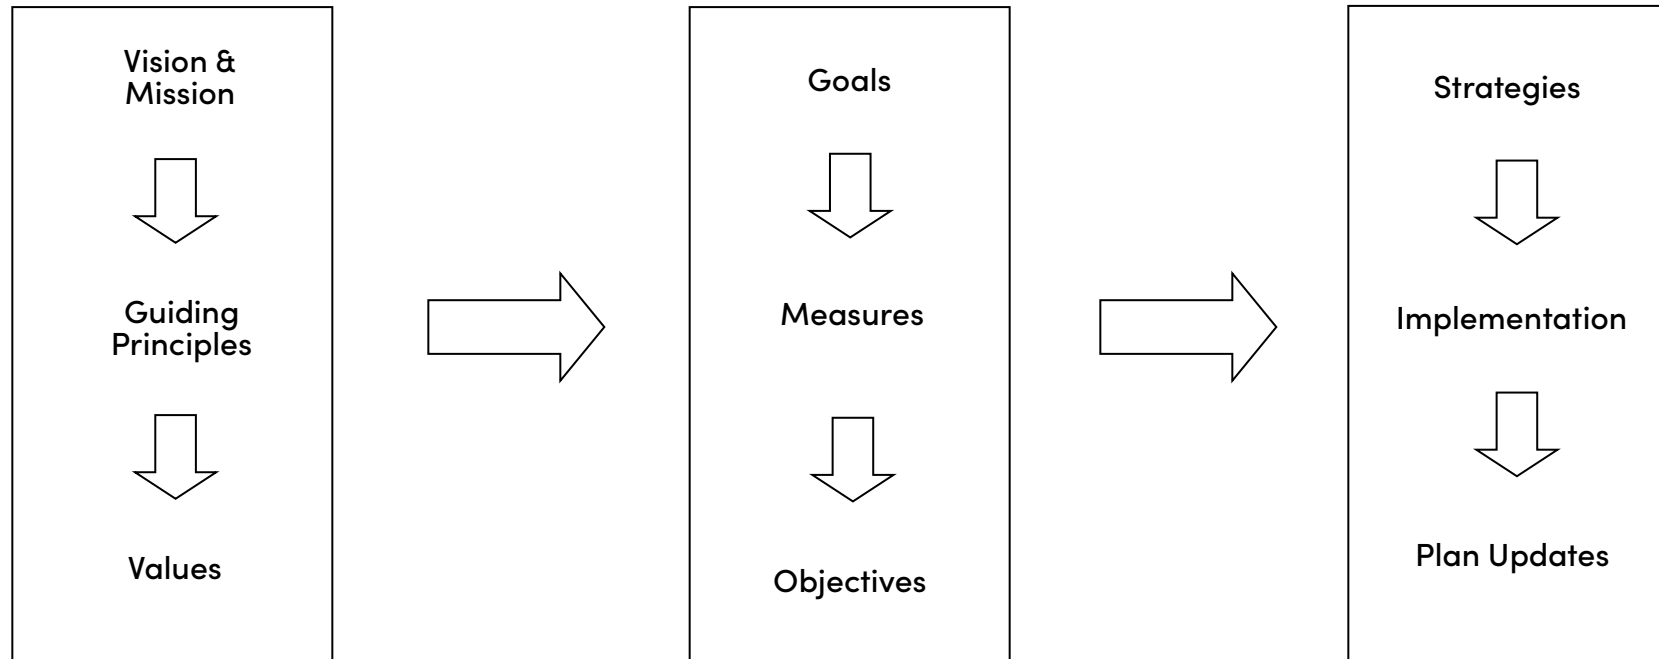 Vision &
Mission
Guiding
Principles
Values
Goals
Measures
Objectives
Strategies
Implementation
Plan Updates